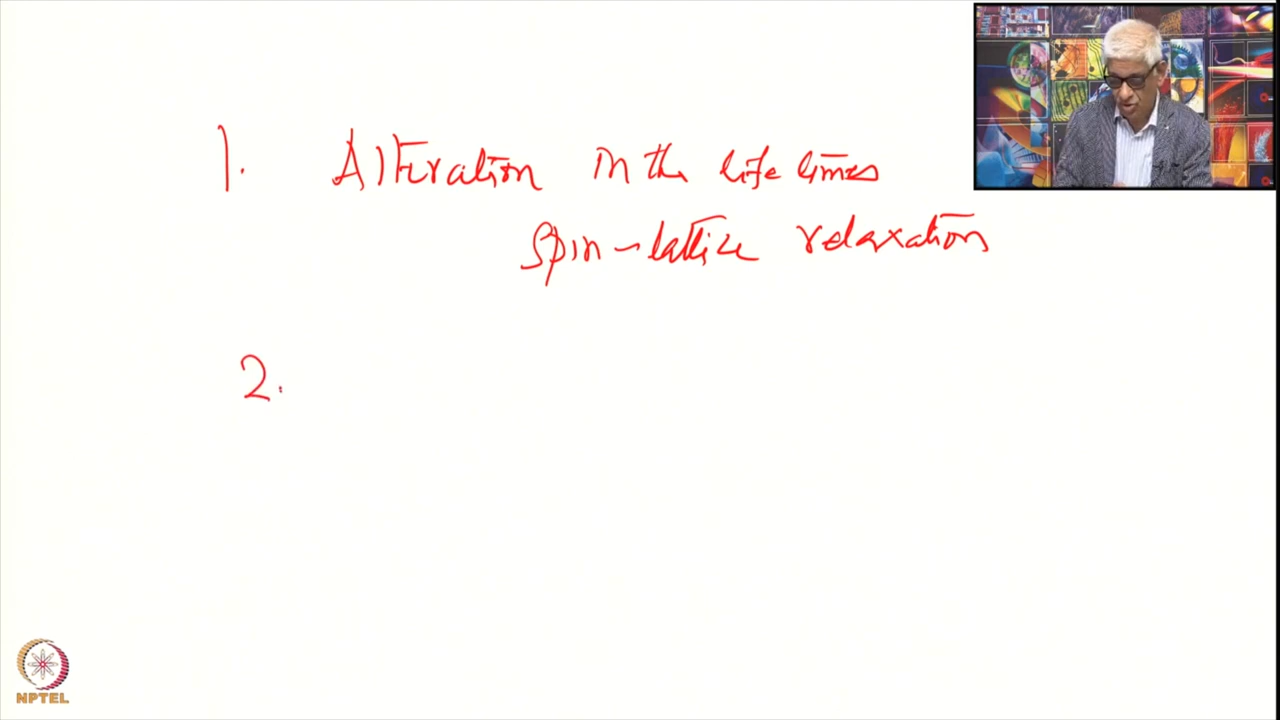 1. Alteration in the life times
spin-lattice relaxation
2.
NPTEL